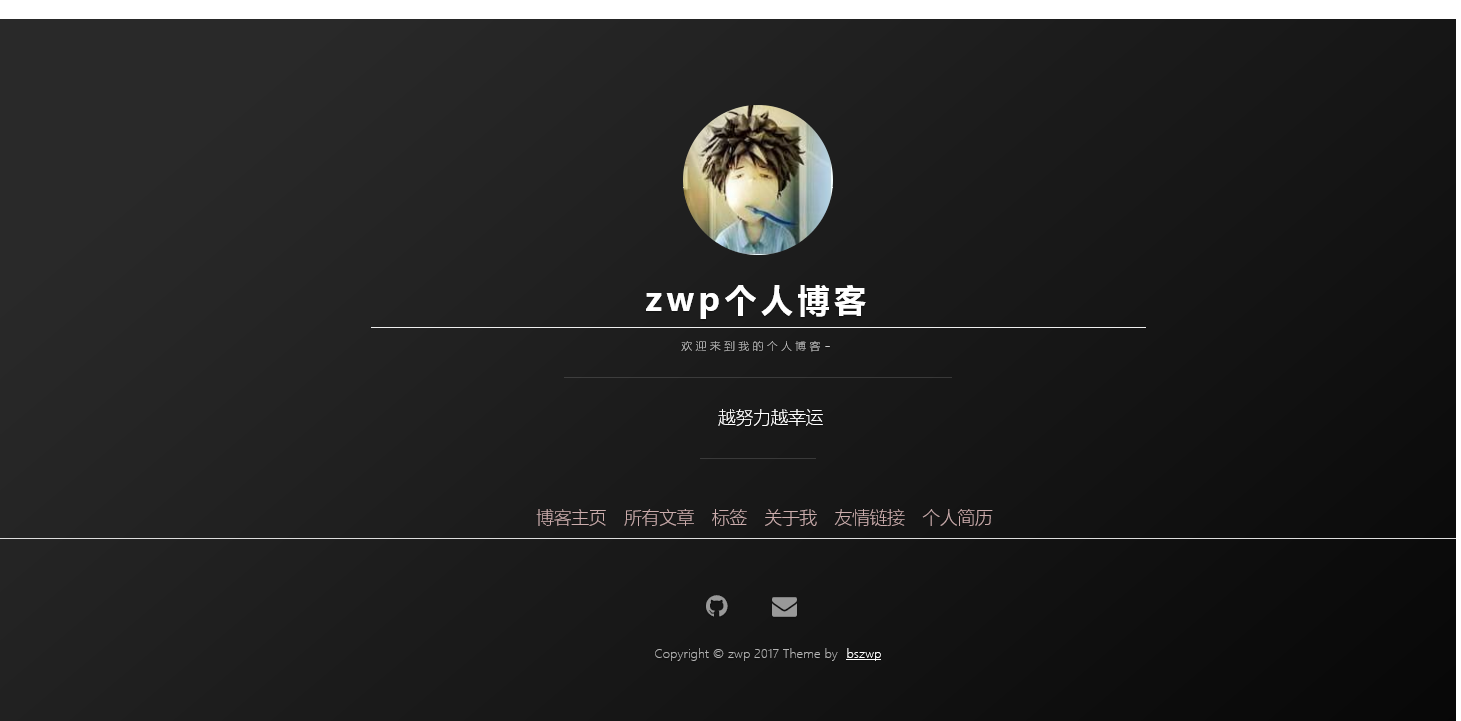 zwp个人博客
欢迎来到我的个人博客~
越努力越幸运
博客主页 所有文章 标签 关于我 友情链接 个人简历
Copyright © zwp 2017 Theme by bszwp